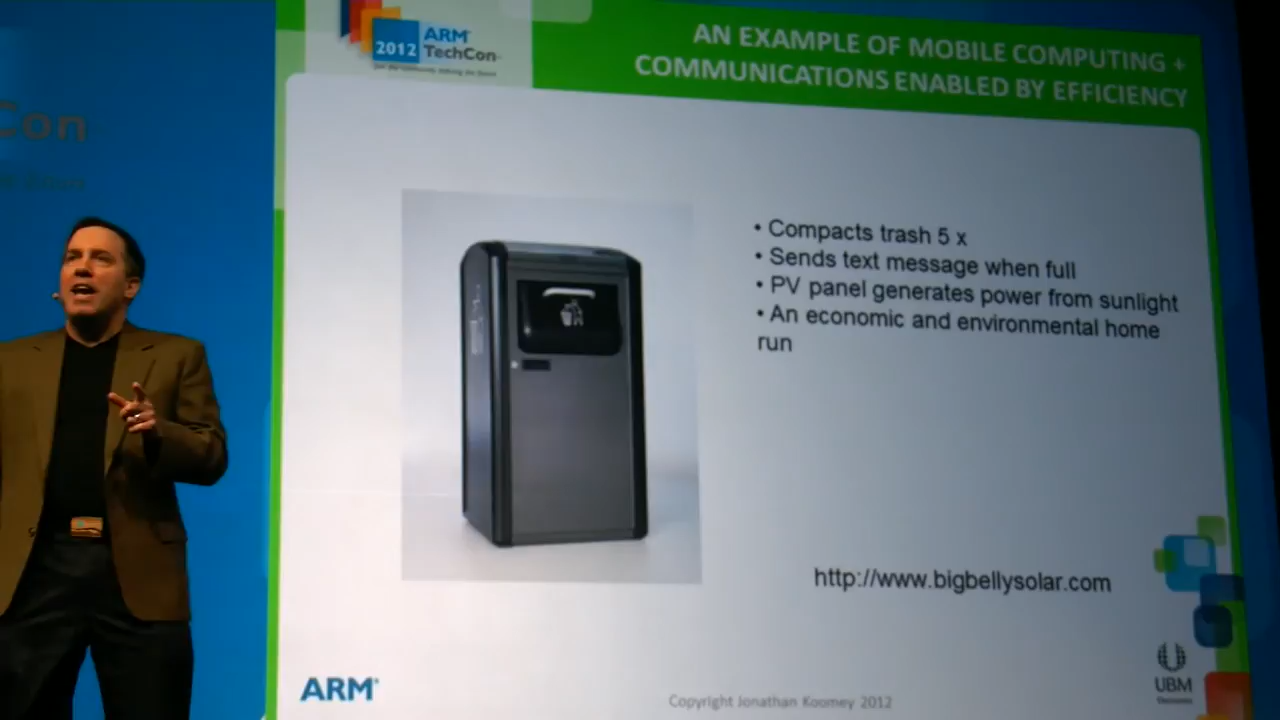 Con
2012 ARM
TechCon
AN EXAMPLE OF MOBILE COMPUTING +
COMMUNICATIONS ENABLED BY EFFICIENCY
• Compacts trash 5 x
• Sends text message when full
• PV panel generates power from sunlight
• An economic and environmental home
run
http://www.bigbellysolar.com
ARM
UBM
Copyright Jonathan Koomey 2012